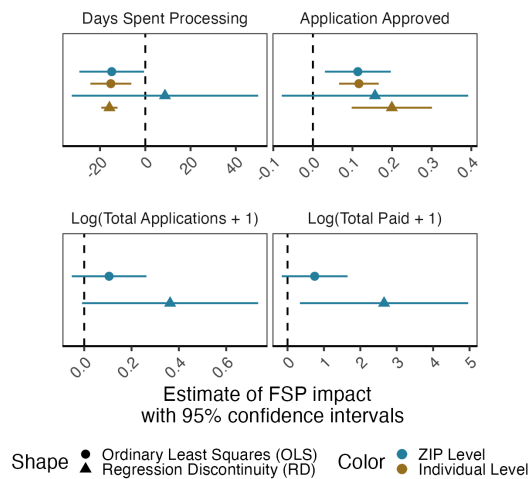 Days Spent Processing
Application Approved
-20 0 20 40
-0.1 0.0 0.1 0.2 0.3 0.4
Log(Total Applications + 1)
Log(Total Paid + 1)
0.0 0.2 0.4 0.6
0 1 2 3 4 5
Estimate of FSP impact
with 95% confidence intervals
Shape
Ordinary Least Squares (OLS)
Regression Discontinuity (RD)
Color
ZIP Level
Individual Level